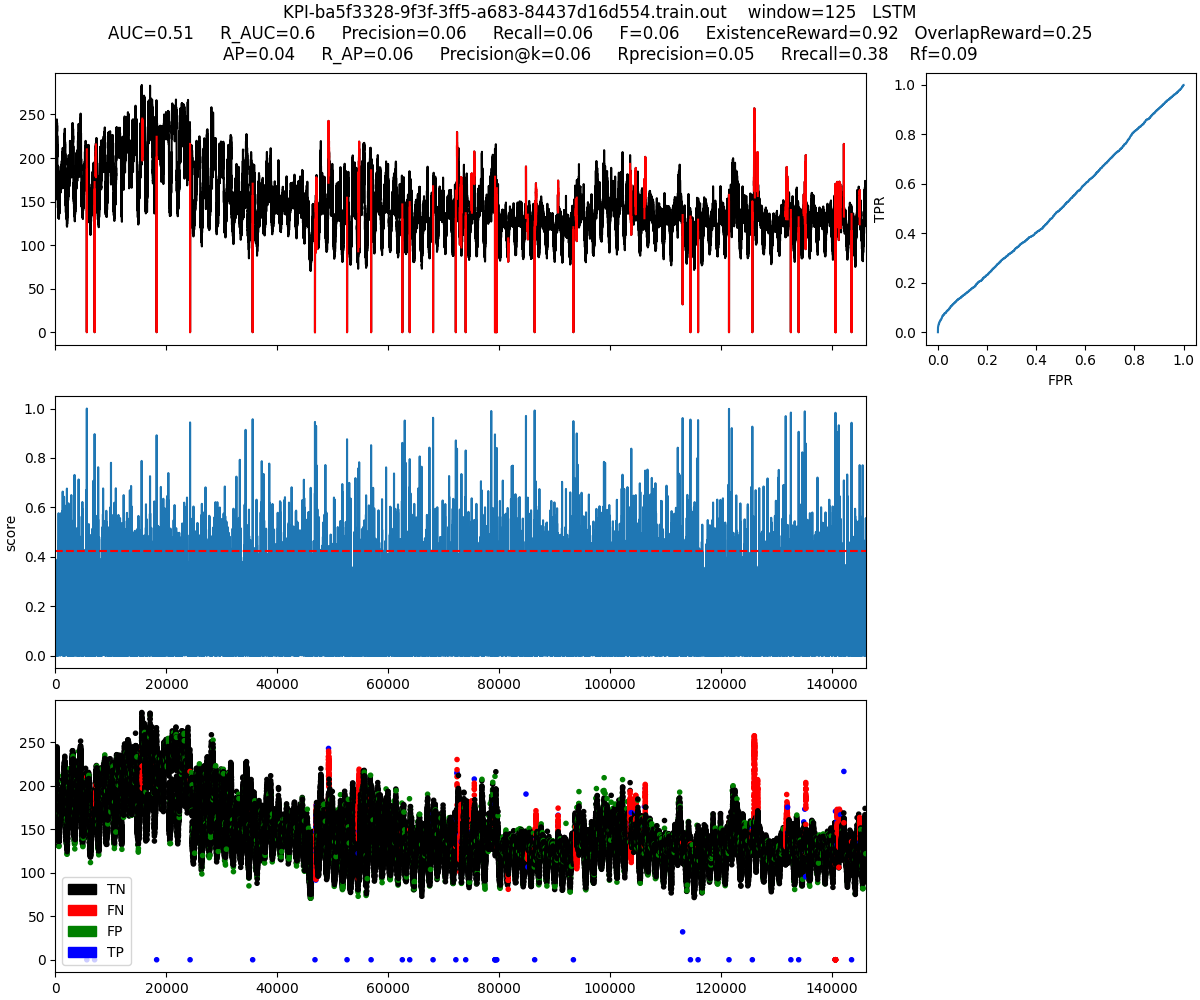 KPI-ba5f3328-9f3f-3ff5-a683-84437d16d554.train.out    window=125   LSTM
AUC=0.51     R_AUC=0.6     Precision=0.06     Recall=0.06     F=0.06     ExistenceReward=0.92   OverlapReward=0.25
AP=0.04     R_AP=0.06     Precision@k=0.06     Rprecision=0.05     Rrecall=0.38    Rf=0.09
250
200
150
100
50
0
TPR
1.0
0.8
0.6
0.4
0.2
0.0
0.0 0.2 0.4 0.6 0.8 1.0
FPR
score
1.0
0.8
0.6
0.4
0.2
0.0
0 20000 40000 60000 80000 100000 120000 140000
250
200
150
100
50
0
TN
FN
FP
TP
0 20000 40000 60000 80000 100000 120000 140000